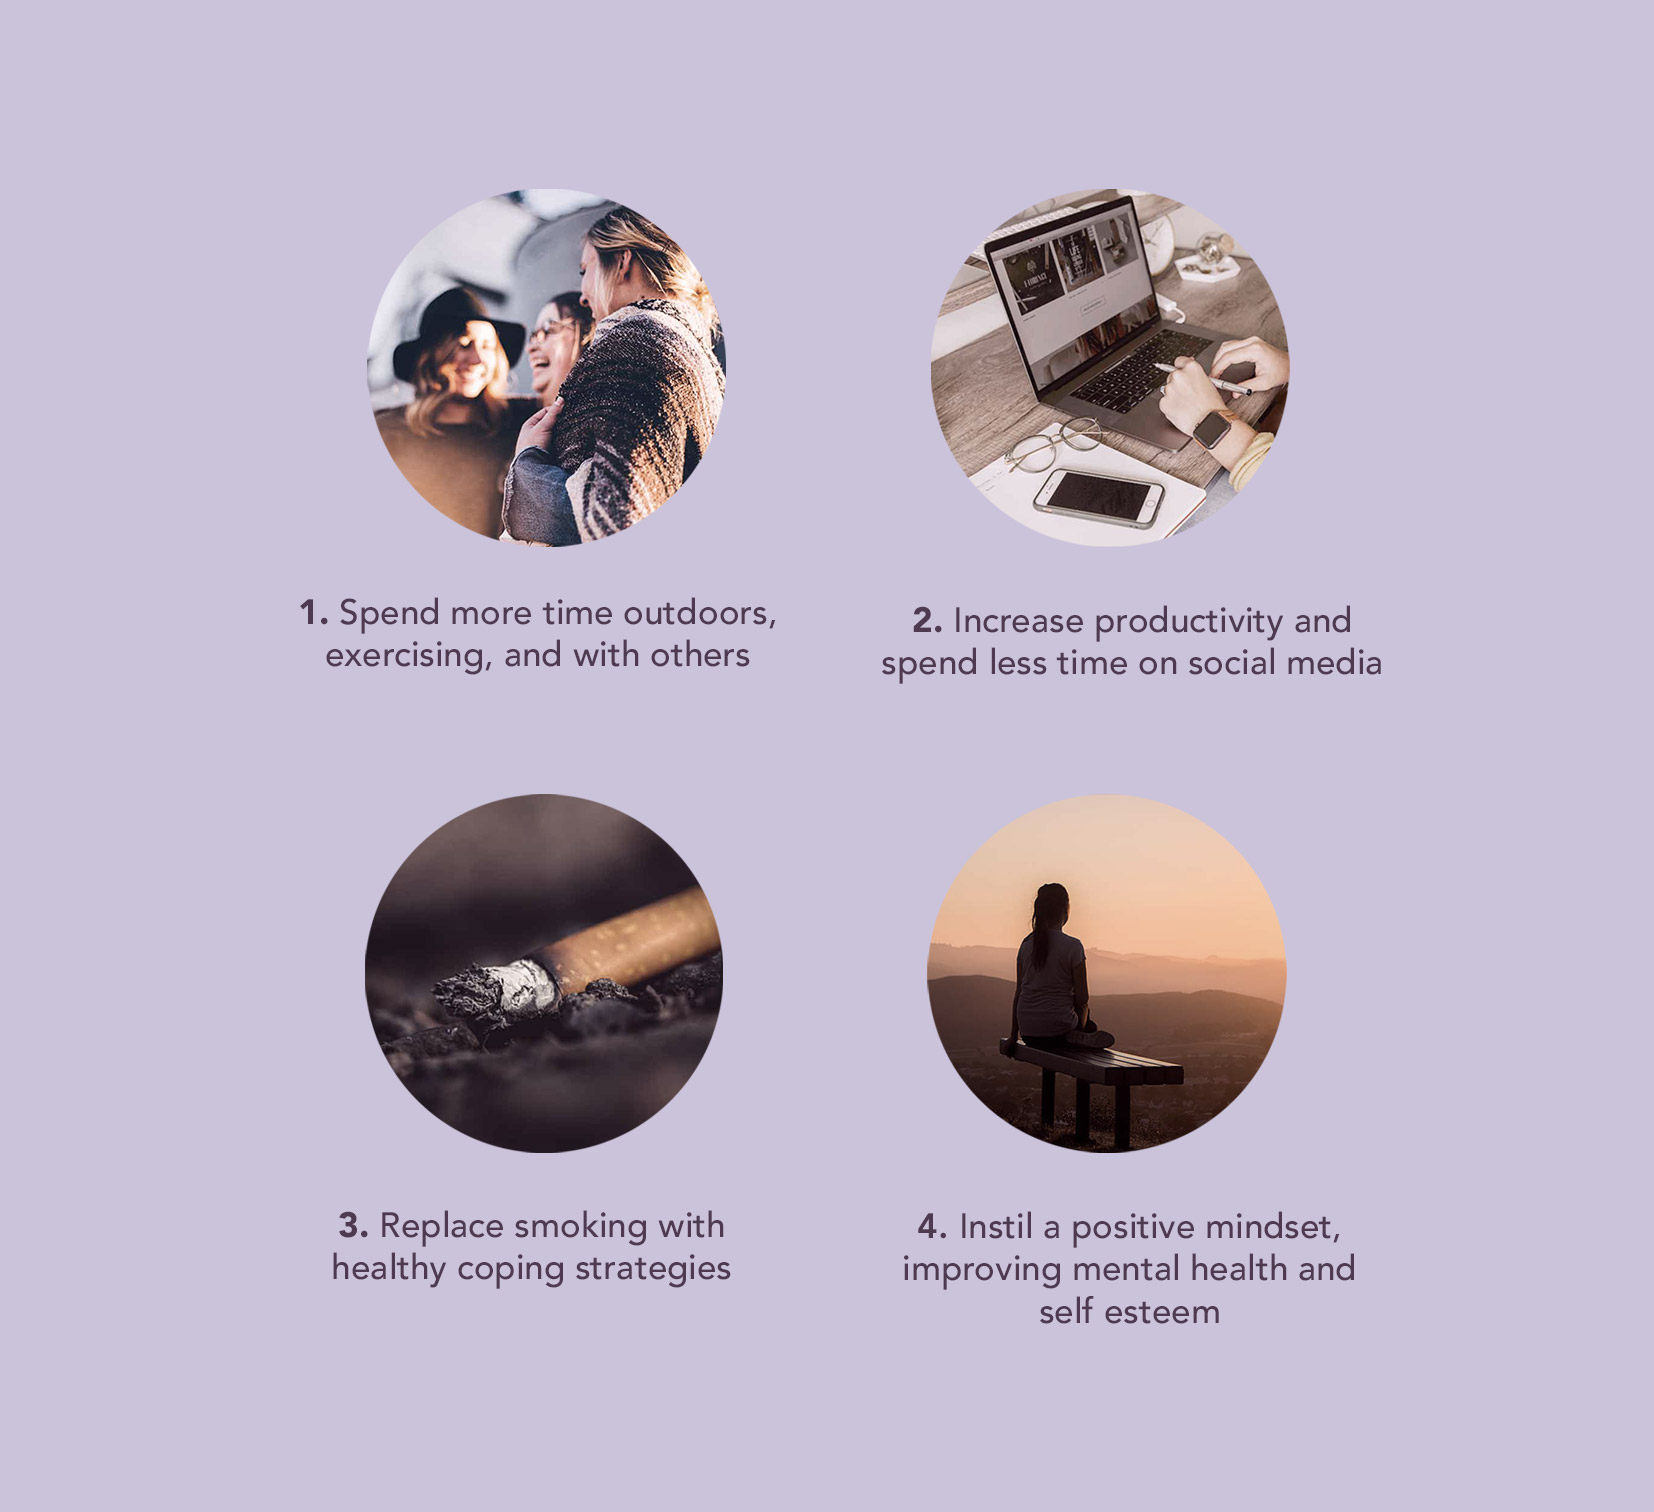 1. Spend more time outdoors,
exercising, and with others
2. Increase productivity and
spend less time on social media
3. Replace smoking with
healthy coping strategies
4. Instil a positive mindset,
improving mental health and
self esteem